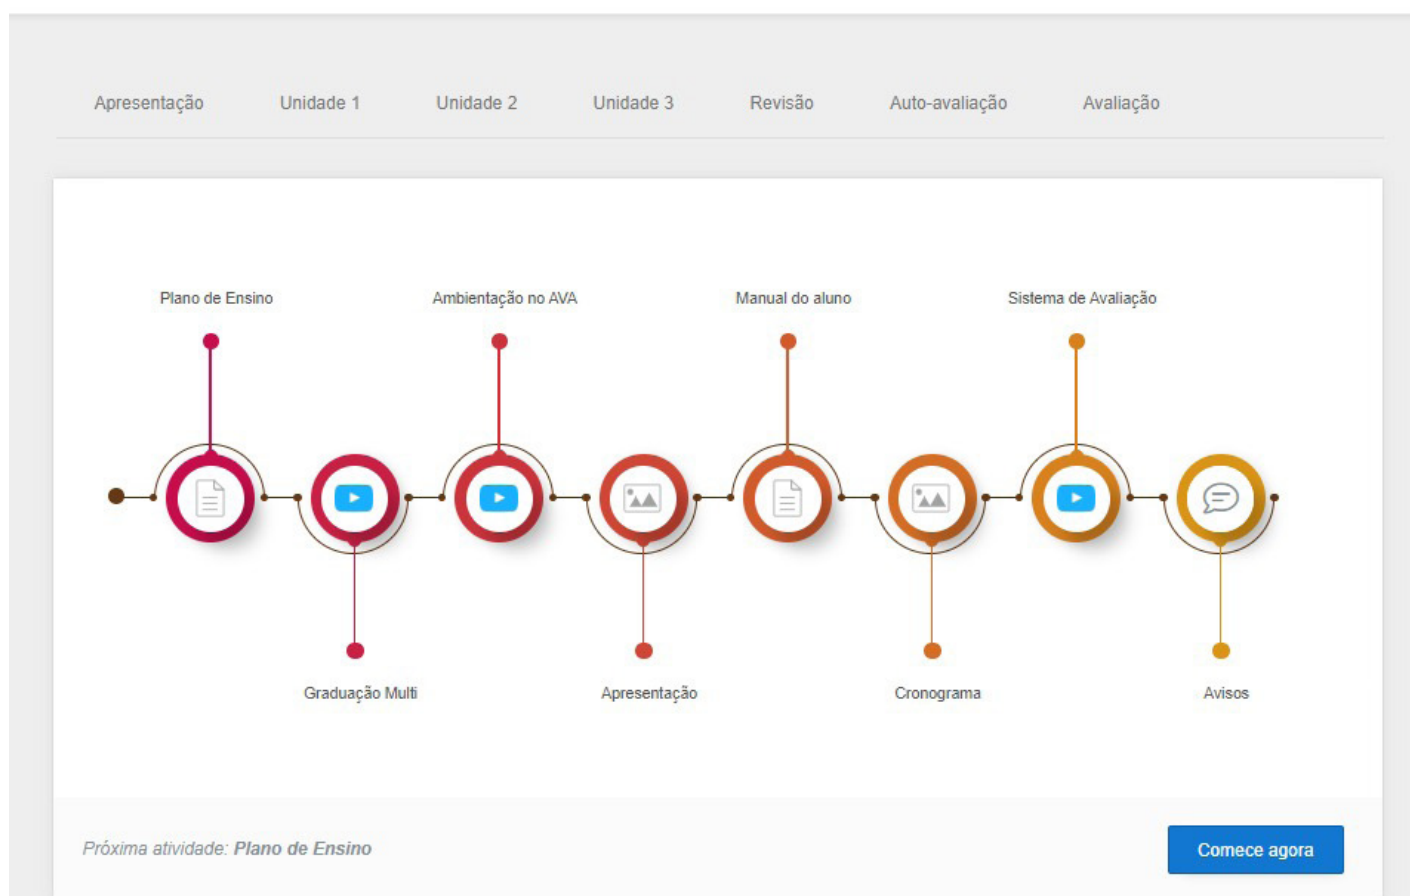 Apresentação Unidade 1 Unidade 2 Unidade 3 Revisão Auto-avaliação Avaliação
Plano de Ensino Ambientação no AVA Manual do aluno Sistema de Avaliação
Graduação Multi Apresentação Cronograma Avisos
Próxima atividade: Plano de Ensino Comece agora